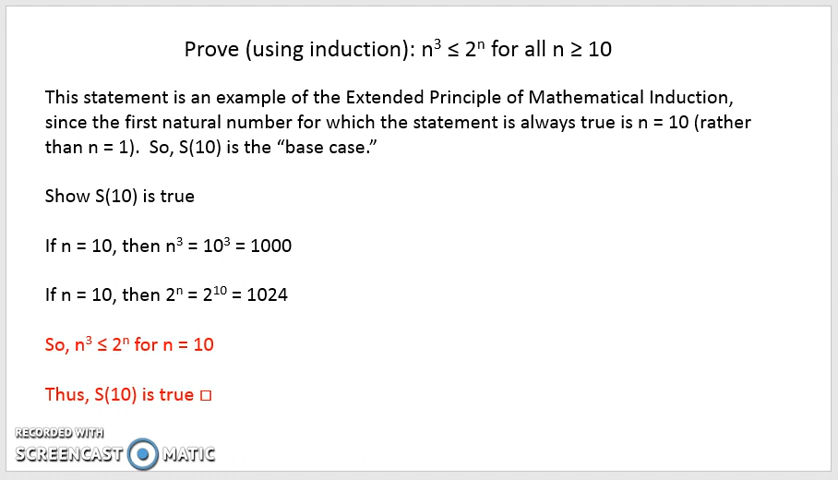 Prove (using induction): n³ ≤ 2ⁿ for all n ≥ 10
This statement is an example of the Extended Principle of Mathematical Induction,
since the first natural number for which the statement is always true is n = 10 (rather
than n = 1).  So, S(10) is the “base case.”
Show S(10) is true
If n = 10, then n³ = 10³ = 1000
If n = 10, then 2ⁿ = 2¹⁰ = 1024
So, n³ ≤ 2ⁿ for n = 10
Thus, S(10) is true □
RECORDED WITH
SCREENCAST MATIC